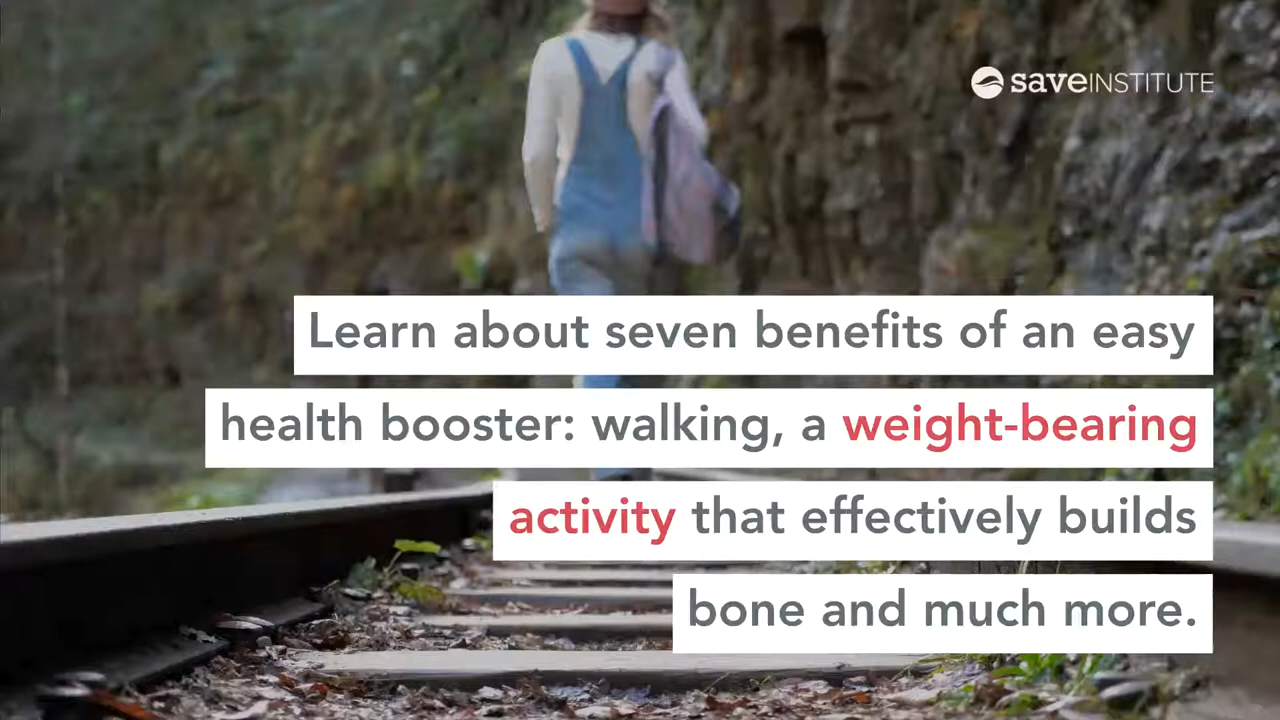 saveINSTITUTE
Learn about seven benefits of an easy
health booster: walking, a weight-bearing
activity that effectively builds
bone and much more.